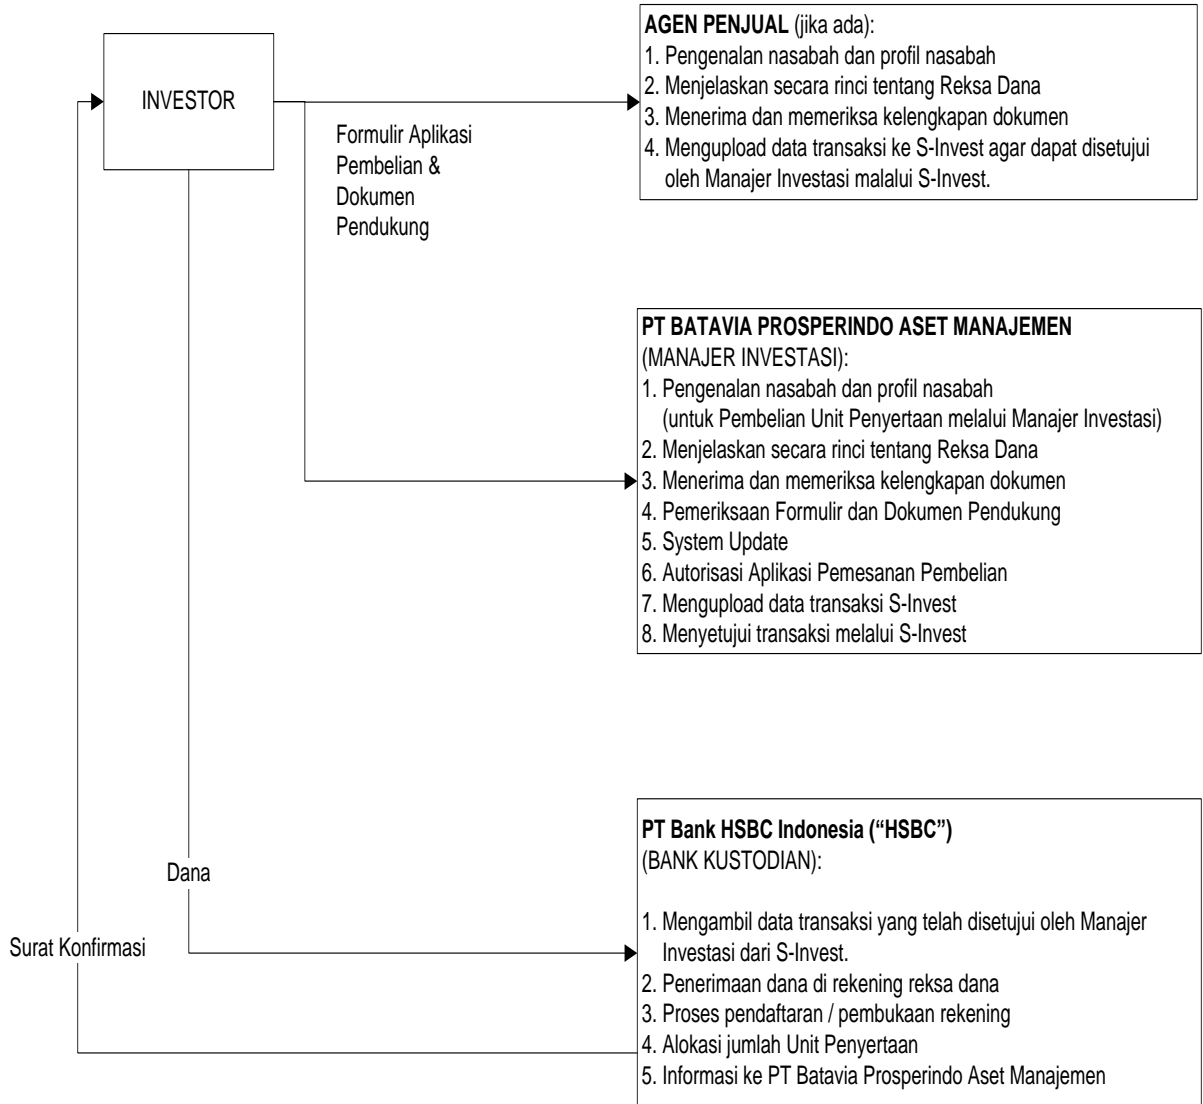 AGEN PENJUAL (jika ada):
1. Pengenalan nasabah dan profil nasabah
2. Menjelaskan secara rinci tentang Reksa Dana
3. Menerima dan memeriksa kelengkapan dokumen
4. Mengupload data transaksi ke S-Invest agar dapat disetujui
oleh Manajer Investasi malalui S-Invest.
INVESTOR
Formulir Aplikasi
Pembelian &
Dokumen
Pendukung
PT BATAVIA PROSPERINDO ASET MANAJEMEN
(MANAJER INVESTASI):
1. Pengenalan nasabah dan profil nasabah
(untuk Pembelian Unit Penyertaan melalui Manajer Investasi)
2. Menjelaskan secara rinci tentang Reksa Dana
3. Menerima dan memeriksa kelengkapan dokumen
4. Pemeriksaan Formulir dan Dokumen Pendukung
5. System Update
6. Autorisasi Aplikasi Pemesanan Pembelian
7. Mengupload data transaksi S-Invest
8. Menyetujui transaksi melalui S-Invest
Dana
Surat Konfirmasi
PT Bank HSBC Indonesia (“HSBC”)
(BANK KUSTODIAN):
1. Mengambil data transaksi yang telah disetujui oleh Manajer
Investasi dari S-Invest.
2. Penerimaan dana di rekening reksa dana
3. Proses pendaftaran / pembukaan rekening
4. Alokasi jumlah Unit Penyertaan
5. Informasi ke PT Batavia Prosperindo Aset Manajemen